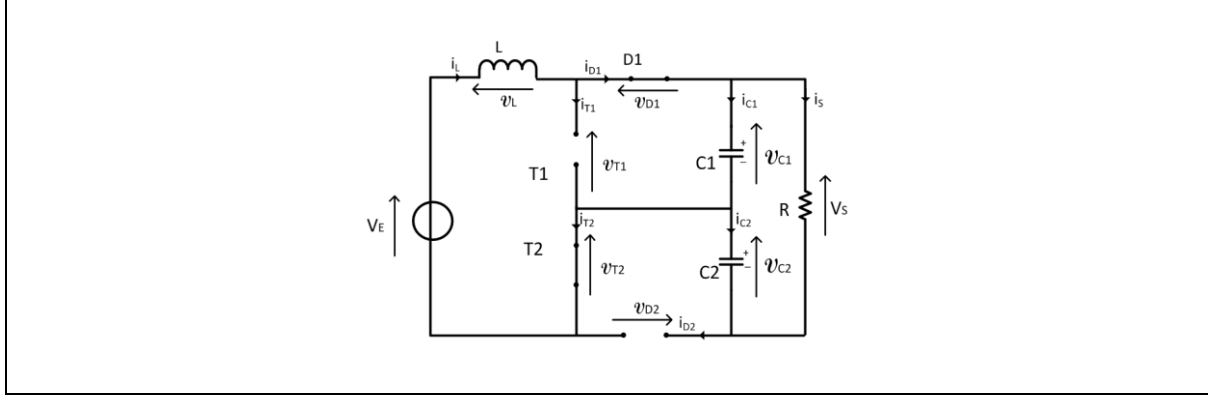 L
i_L
v_L
i_D1
D1
v_D1
i_T1
T1
v_T1
i_C1
C1
+
–
v_C1
i_S
R
V_S
V_E
i_T2
T2
v_T2
i_C2
C2
+
–
v_C2
v_D2
i_D2